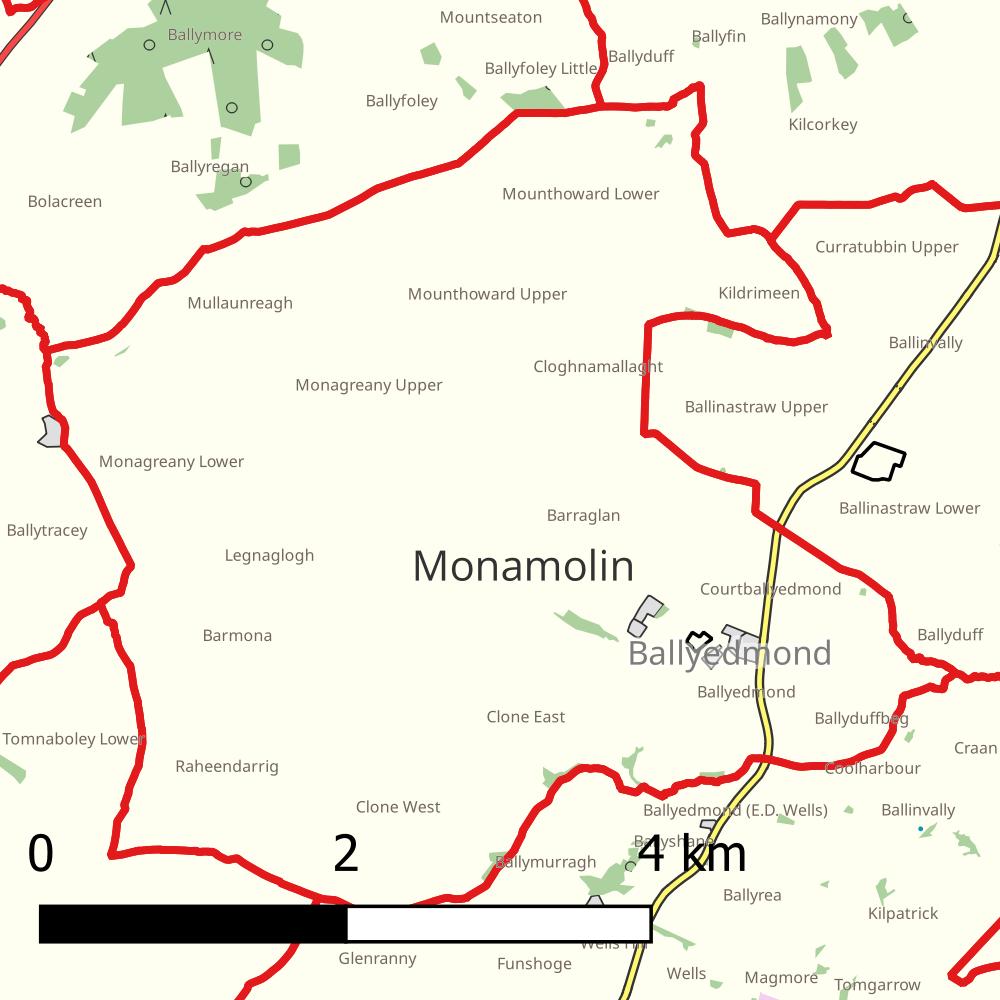 Mountseaton
Ballynamony
Ballymore
Ballyfin
Ballyduff
Ballyfoley Little
Ballyfoley
Kilcorkey
Ballyregan
Mounthoward Lower
Bolacreen
Curratubbin Upper
Mullaunreagh
Mounthoward Upper
Kildrimeen
Ballinvally
Cloghnamallaght
Monagreany Upper
Ballinastraw Upper
Monagreany Lower
Ballinastraw Lower
Barraglan
Ballytracey
Legnaglogh
Monamolin
Courtballyedmond
Barmona
Ballyduff
Ballyedmond
Ballyedmond
Clone East
Ballyduffbeg
Tomnaboley Lower
Craan
Raheendarrig
Coolharbour
Clone West
Ballyedmond (E.D. Wells)
Ballinvally
Ballyshane
0 2 4 km
Ballymurragh
Ballyrea
Kilpatrick
Wells Hill
Glenranny
Funshoge
Wells
Magmore
Tomgarrow